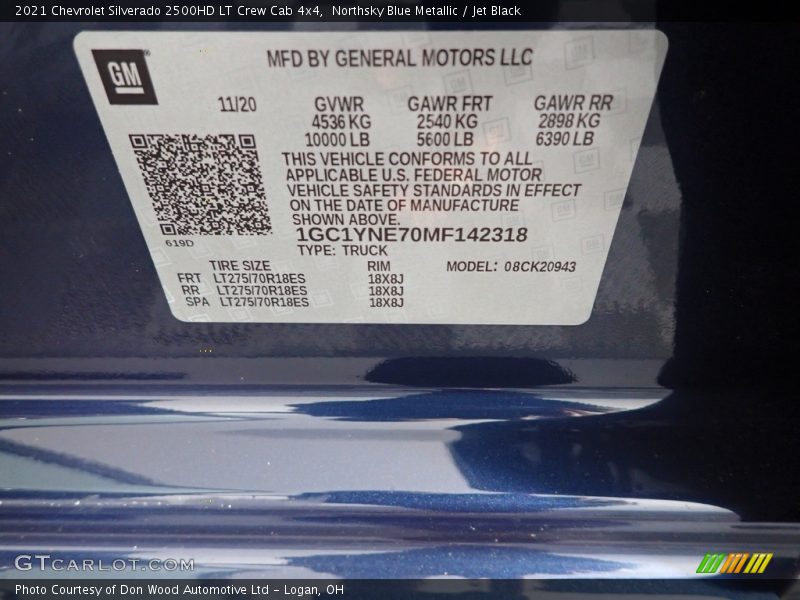 2021 Chevrolet Silverado 2500HD LT Crew Cab 4x4, Northsky Blue Metallic / Jet Black
GM
MFD BY GENERAL MOTORS LLC
11/20 GVWR GAWR FRT GAWR RR
4536 KG 2540 KG 2898 KG
10000 LB 5600 LB 6390 LB
THIS VEHICLE CONFORMS TO ALL
APPLICABLE U.S. FEDERAL MOTOR
VEHICLE SAFETY STANDARDS IN EFFECT
ON THE DATE OF MANUFACTURE
SHOWN ABOVE.
1GC1YNE70MF142318
619D
TYPE: TRUCK
TIRE SIZE RIM MODEL: 08CK20943
FRT LT275/70R18ES 18X8J
RR LT275/70R18ES 18X8J
SPA LT275/70R18ES 18X8J
GTCARLOT.COM
Photo Courtesy of Don Wood Automotive Ltd - Logan, OH